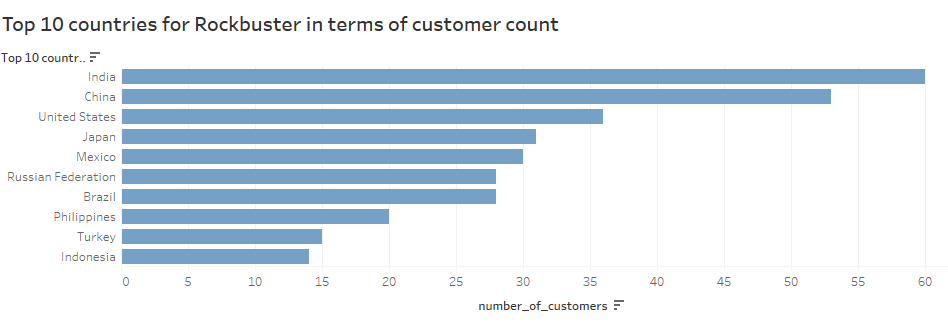 Top 10 countries for Rockbuster in terms of customer count
Top 10 countr..
India
China
United States
Japan
Mexico
Russian Federation
Brazil
Philippines
Turkey
Indonesia
0 5 10 15 20 25 30 35 40 45 50 55 60
number_of_customers